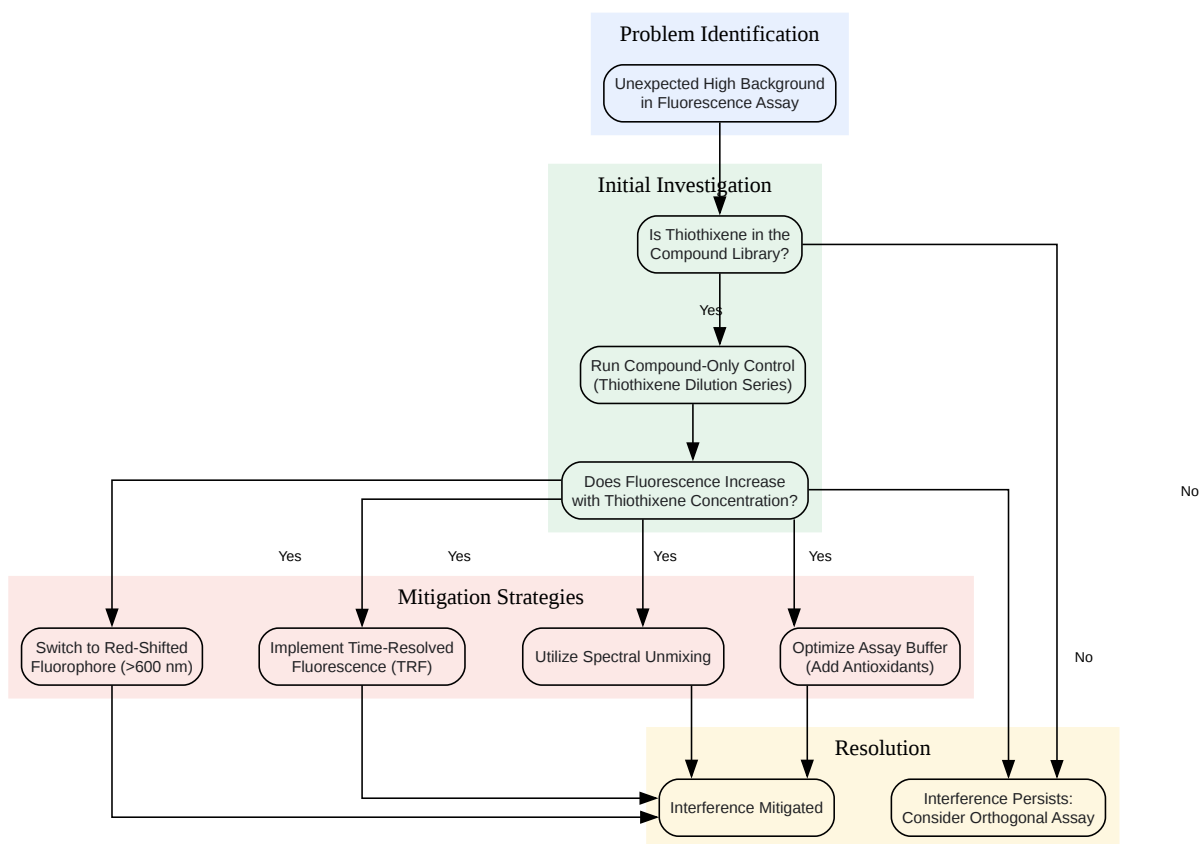 Problem Identification
Unexpected High Background
in Fluorescence Assay
Initial Investigation
Is Thiothixene in the
Compound Library?
Yes
Run Compound-Only Control
(Thiothixene Dilution Series)
Does Fluorescence Increase
with Thiothixene Concentration?
No
Yes
Yes
Yes
Yes
Mitigation Strategies
Switch to Red-Shifted
Fluorophore (>600 nm)
Implement Time-Resolved
Fluorescence (TRF)
Utilize Spectral Unmixing
Optimize Assay Buffer
(Add Antioxidants)
No
Resolution
Interference Mitigated
Interference Persists:
Consider Orthogonal Assay